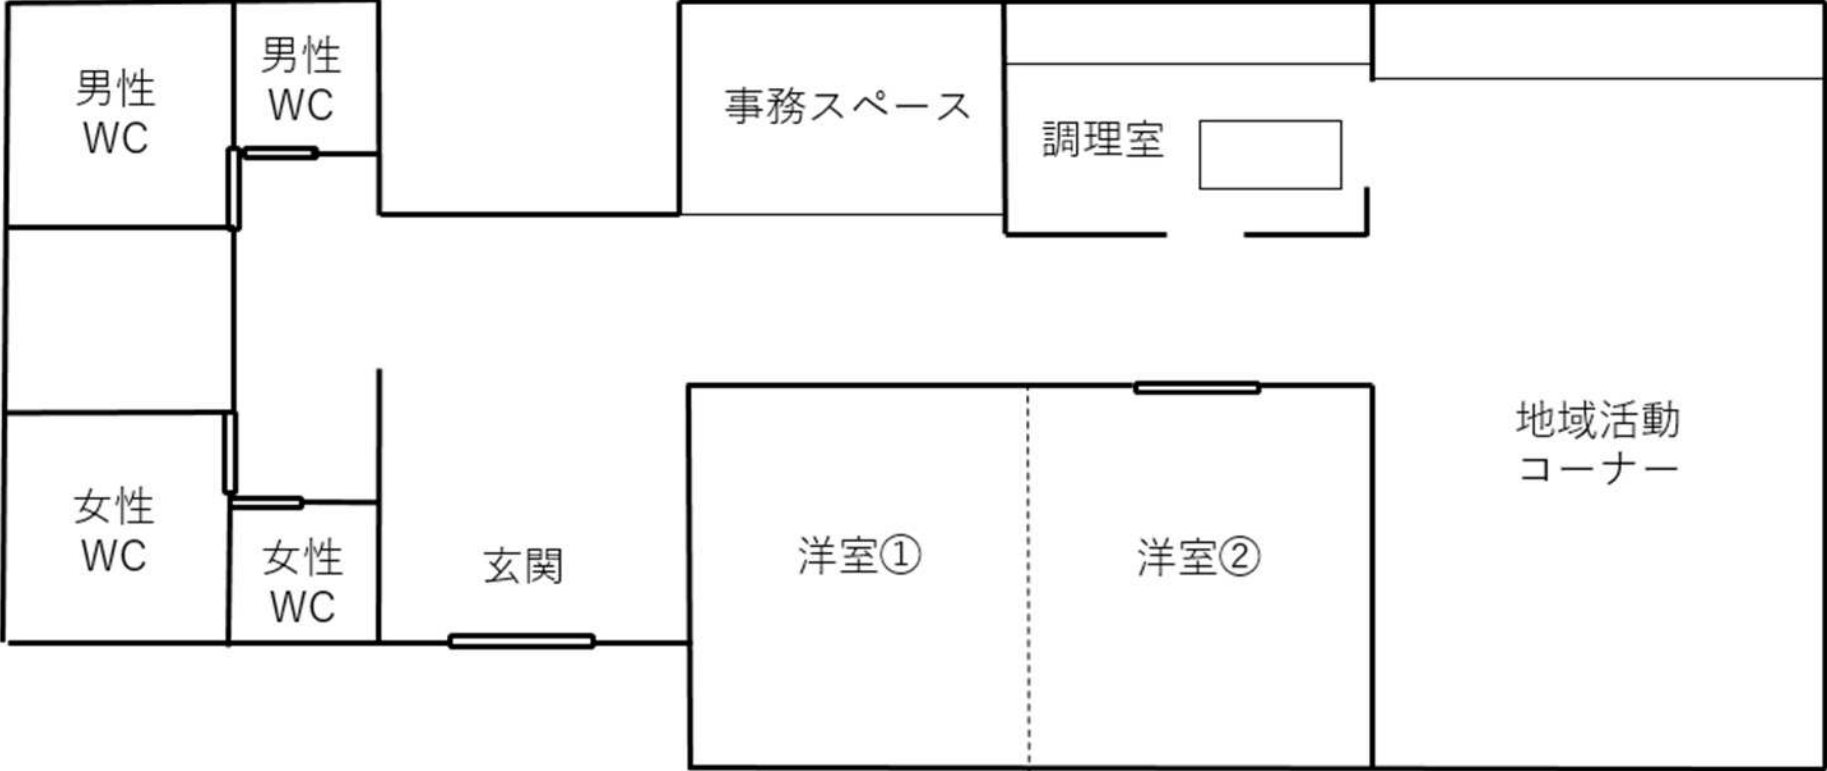 男性
WC
男性
WC
事務スペース
調理室
地域活動
コーナー
女性
WC
女性
WC
玄関
洋室①
洋室②